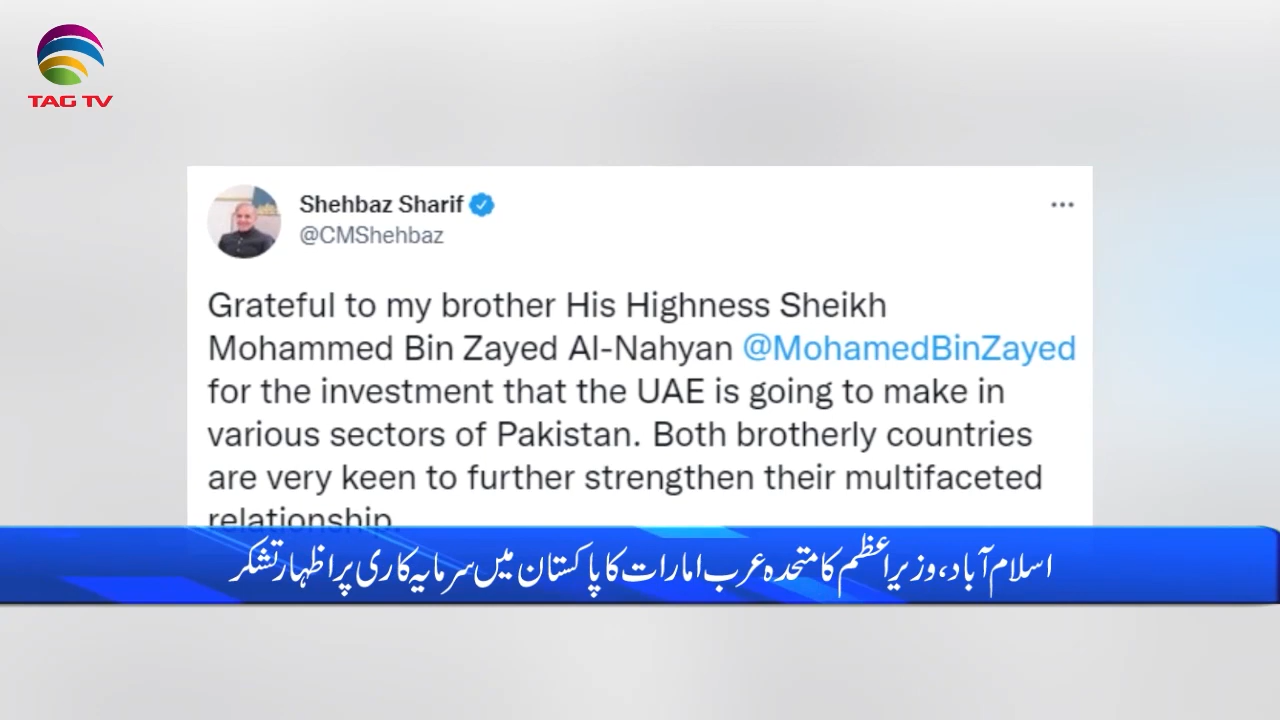 TAG TV
Shehbaz Sharif
@CMShehbaz
Grateful to my brother His Highness Sheikh
Mohammed Bin Zayed Al-Nahyan @MohamedBinZayed
for the investment that the UAE is going to make in
various sectors of Pakistan. Both brotherly countries
are very keen to further strengthen their multifaceted
relationship.
اسلام آباد، وزیراعظم کا متحدہ عرب امارات کا پاکستان میں سرمایہ کاری پر اظہار تشکر